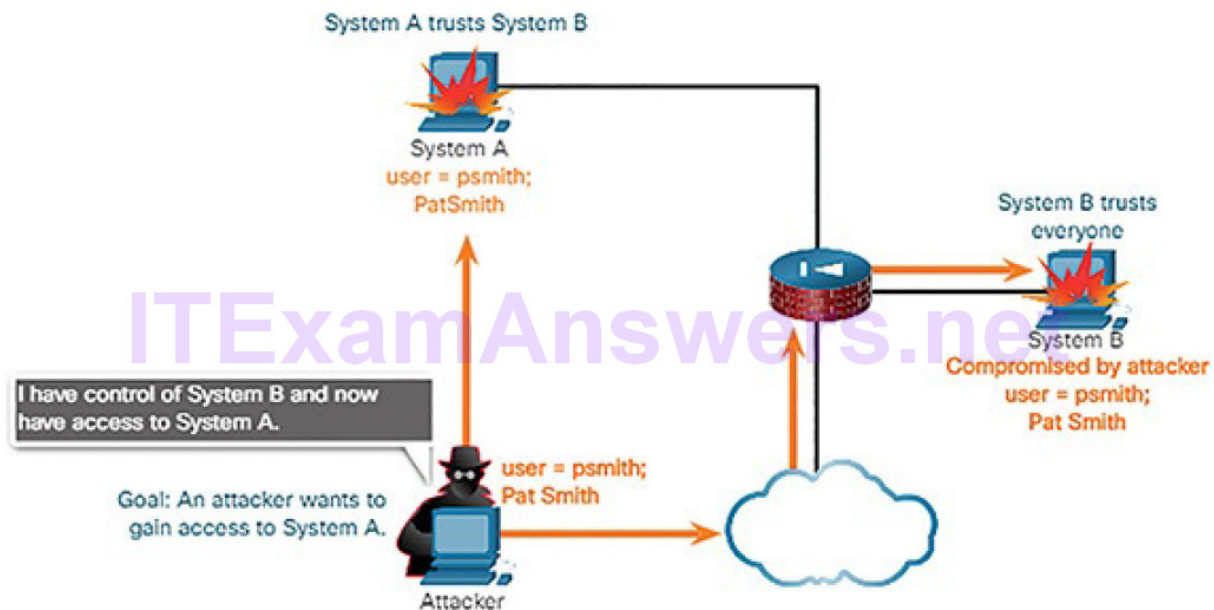 System A trusts System B
System A
user = psmith;
PatSmith
System B trusts
everyone
ITExamAnswers.net
System B
Compromised by attacker
user = psmith;
Pat Smith
I have control of System B and now
have access to System A.
user = psmith;
Pat Smith
Goal: An attacker wants to
gain access to System A.
Attacker